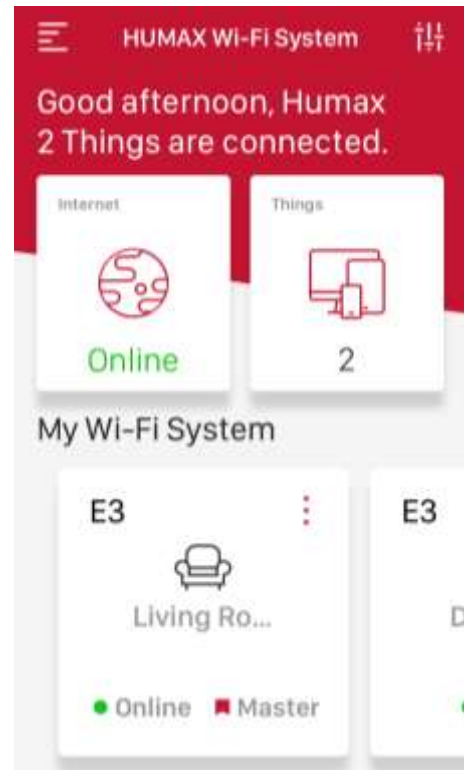 HUMAX Wi-Fi System
Good afternoon, Humax
2 Things are connected.
Internet
Things
Online
2
My Wi-Fi System
E3
E3
Living Ro...
D
Online
Master